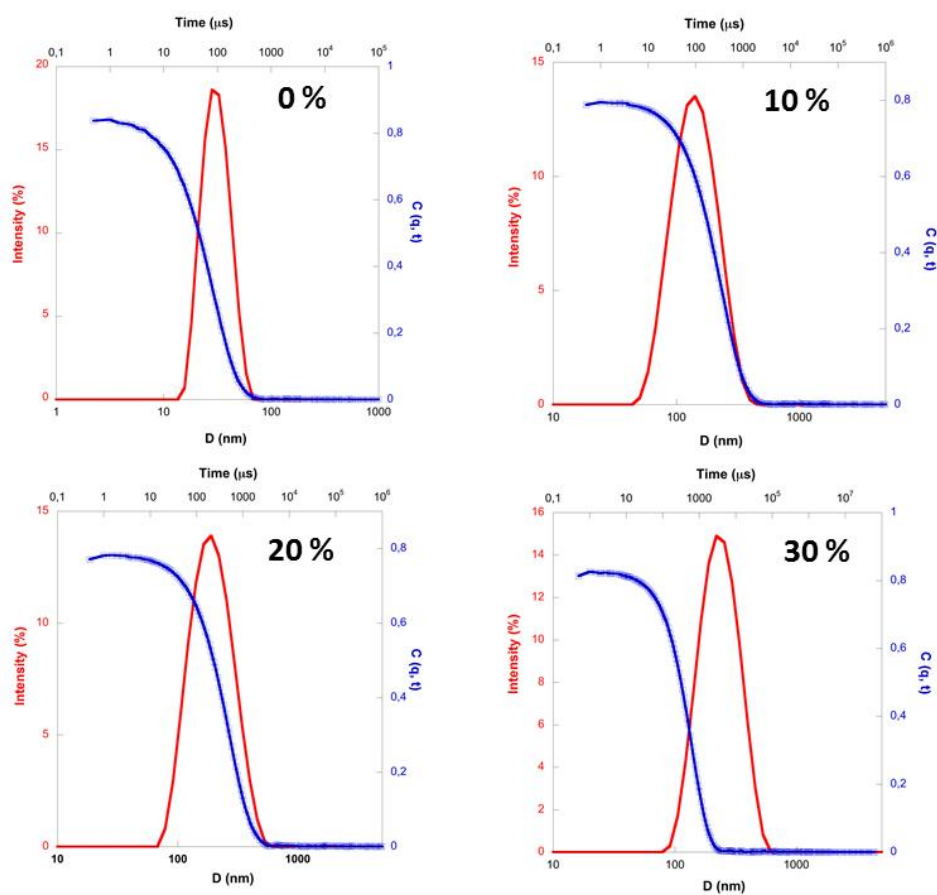 Time (μs)
0,1 1 10 100 1000 10⁴ 10⁵
20
15
10
5
0
Intensity (%)
0 %
1
0,8
0,6
0,4
0,2
0
C (q, t)
1 10 100 1000
D (nm)
Time (μs)
0,1 1 10 100 1000 10⁴ 10⁵ 10⁶
15
10
5
0
Intensity (%)
10 %
0,8
0,6
0,4
0,2
0
C (q, t)
10 100 1000
D (nm)
Time (μs)
0,1 1 10 100 1000 10⁴ 10⁵ 10⁶
15
10
5
0
Intensity (%)
20 %
0,8
0,6
0,4
0,2
0
C (q, t)
10 100 1000
D (nm)
Time (μs)
0,1 10 1000 10⁵ 10⁷
16
14
12
10
8
6
4
2
0
Intensity (%)
30 %
1
0,8
0,6
0,4
0,2
0
C (q, t)
10 100 1000
D (nm)